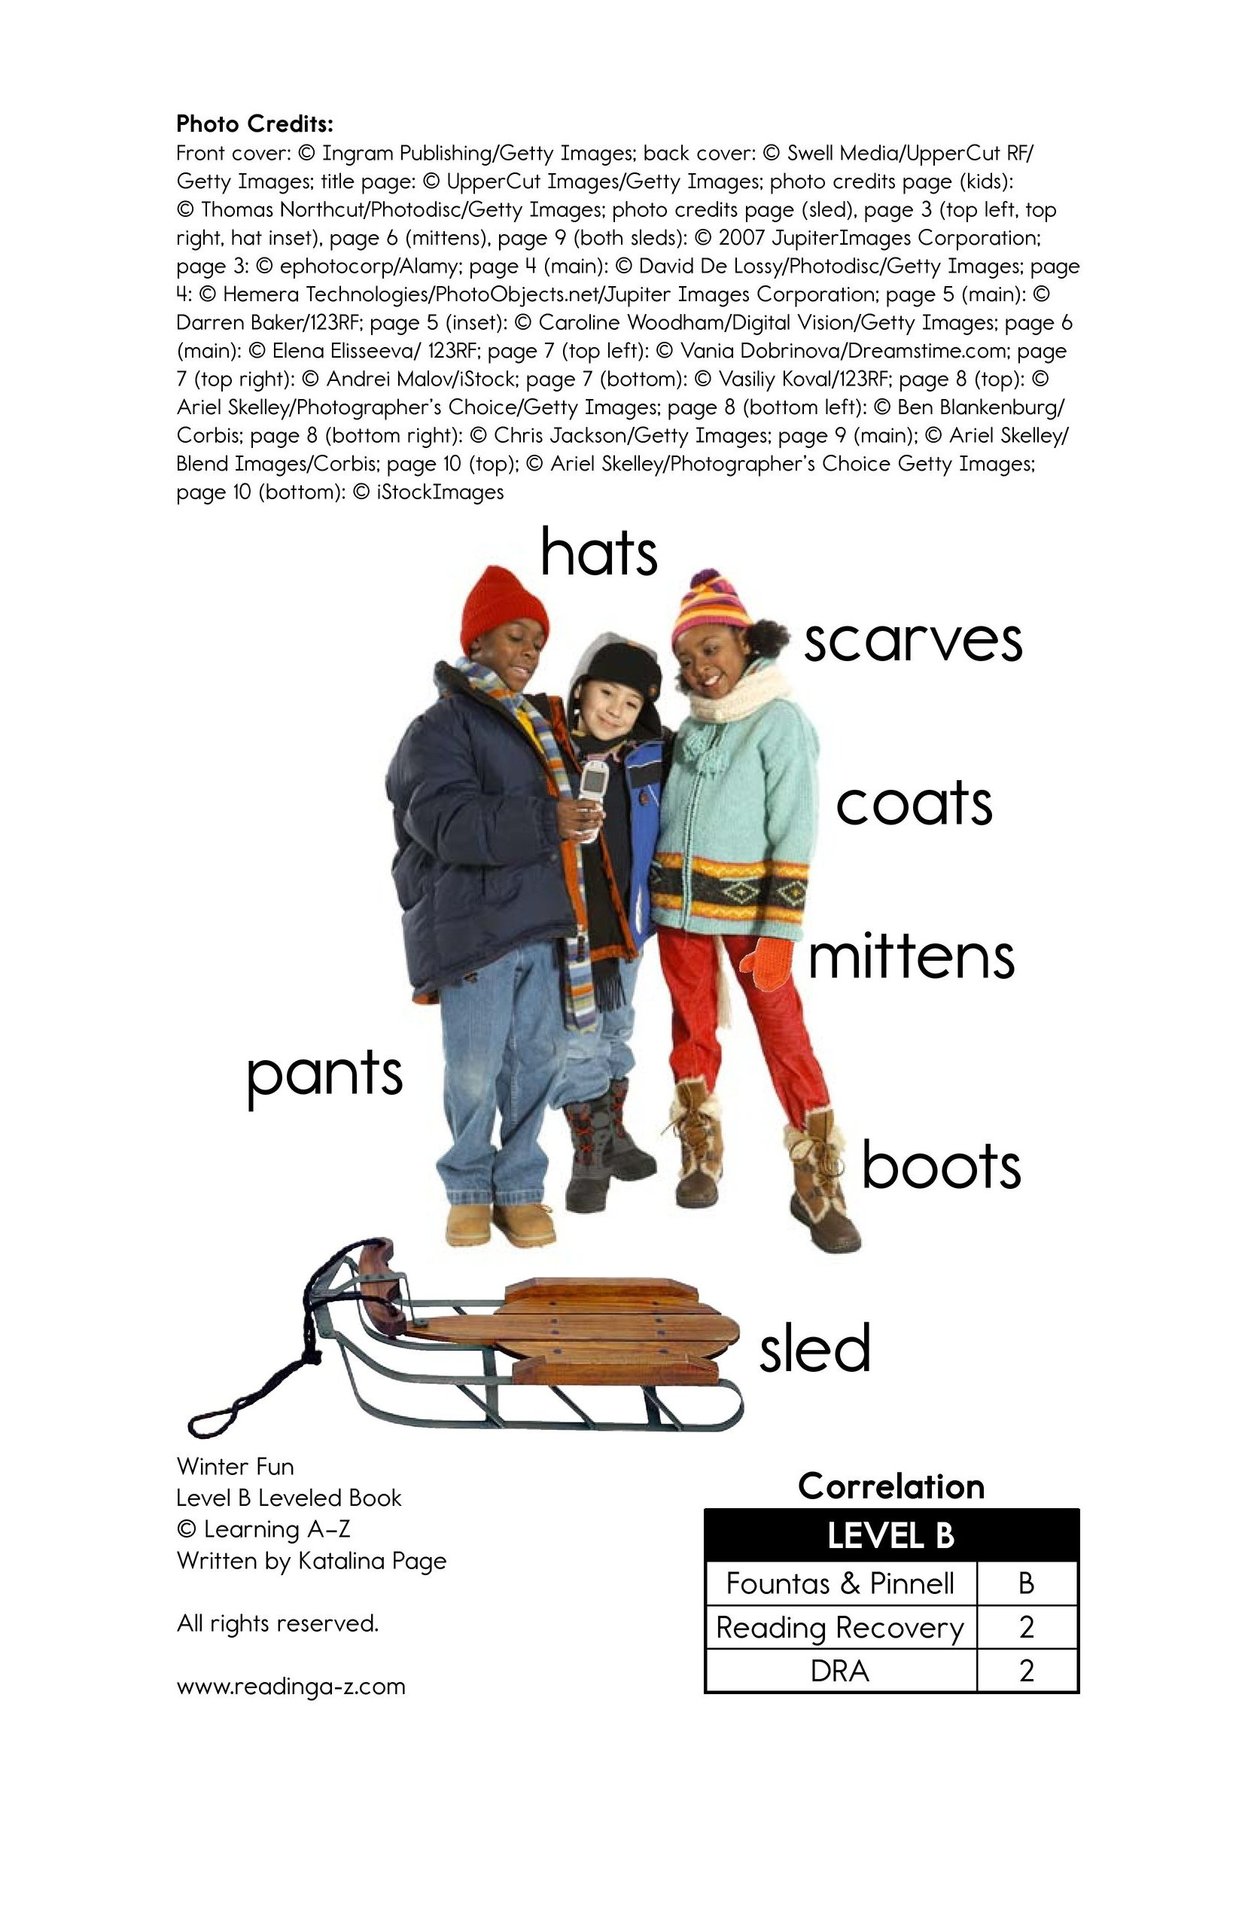 Photo Credits:
Front cover: © Ingram Publishing/Getty Images; back cover: © Swell Media/UpperCut RF/
Getty Images; title page: © UpperCut Images/Getty Images; photo credits page (kids):
© Thomas Northcut/Photodisc/Getty Images; photo credits page (sled), page 3 (top left, top
right, hat inset), page 6 (mittens), page 9 (both sleds): © 2007 JupiterImages Corporation;
page 3: © ephotocorp/Alamy; page 4 (main): © David De Lossy/Photodisc/Getty Images; page
4: © Hemera Technologies/PhotoObjects.net/Jupiter Images Corporation; page 5 (main): ©
Darren Baker/123RF; page 5 (inset): © Caroline Woodham/Digital Vision/Getty Images; page 6
(main): © Elena Elisseeva/ 123RF; page 7 (top left): © Vania Dobrinova/Dreamstime.com; page
7 (top right): © Andrei Malov/iStock; page 7 (bottom): © Vasiliy Koval/123RF; page 8 (top): ©
Ariel Skelley/Photographer's Choice/Getty Images; page 8 (bottom left): © Ben Blankenburg/
Corbis; page 8 (bottom right): © Chris Jackson/Getty Images; page 9 (main); © Ariel Skelley/
Blend Images/Corbis; page 10 (top); © Ariel Skelley/Photographer's Choice Getty Images;
page 10 (bottom): © iStockImages
hats
scarves
coats
mittens
pants
boots
sled
Winter Fun
Level B Leveled Book
© Learning A–Z
Written by Katalina Page
All rights reserved.
www.readinga-z.com
Correlation
LEVEL B
Fountas & Pinnell B
Reading Recovery 2
DRA 2